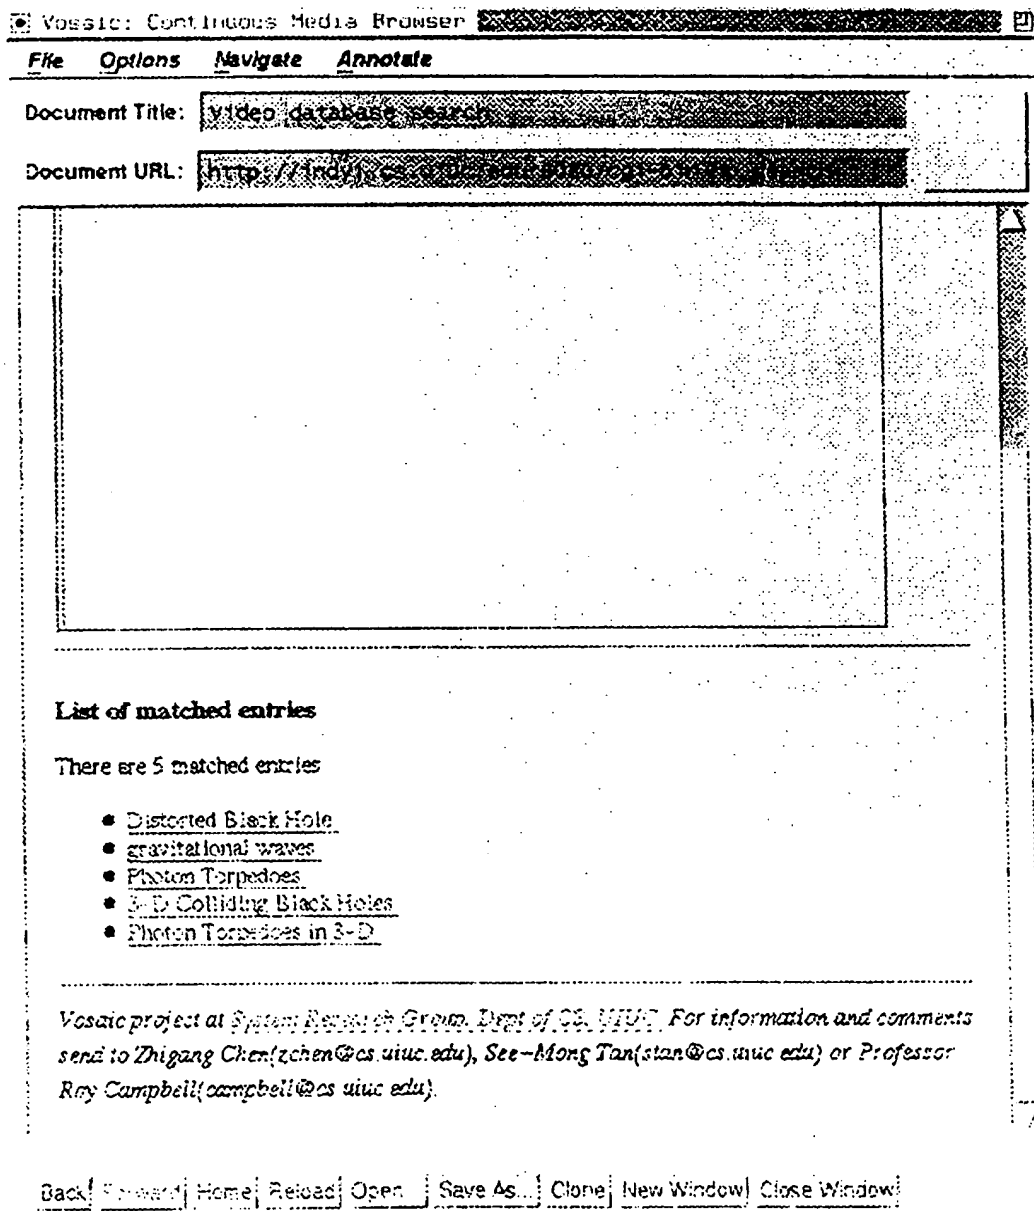 Vosaic: Continuous Media Browser
File Options Navigate Annotate
Document Title: video database search
Document URL:
List of matched entries
There are 5 matched entries
Distorted Black Hole
gravitational waves
Photon Torpedoes
3-D Colliding Black Holes
Photon Torpedoes in 3-D
Vosaic project at System Research Group, Dept of CS, UIUC. For information and comments
send to Zhigang Chen(zchen@cs.uiuc.edu), See-Mong Tan(stan@cs.uiuc edu) or Professor
Roy Campbell(campbell@cs uiuc edu).
Back Forward Home Reload Open... Save As... Clone New Window Close Window